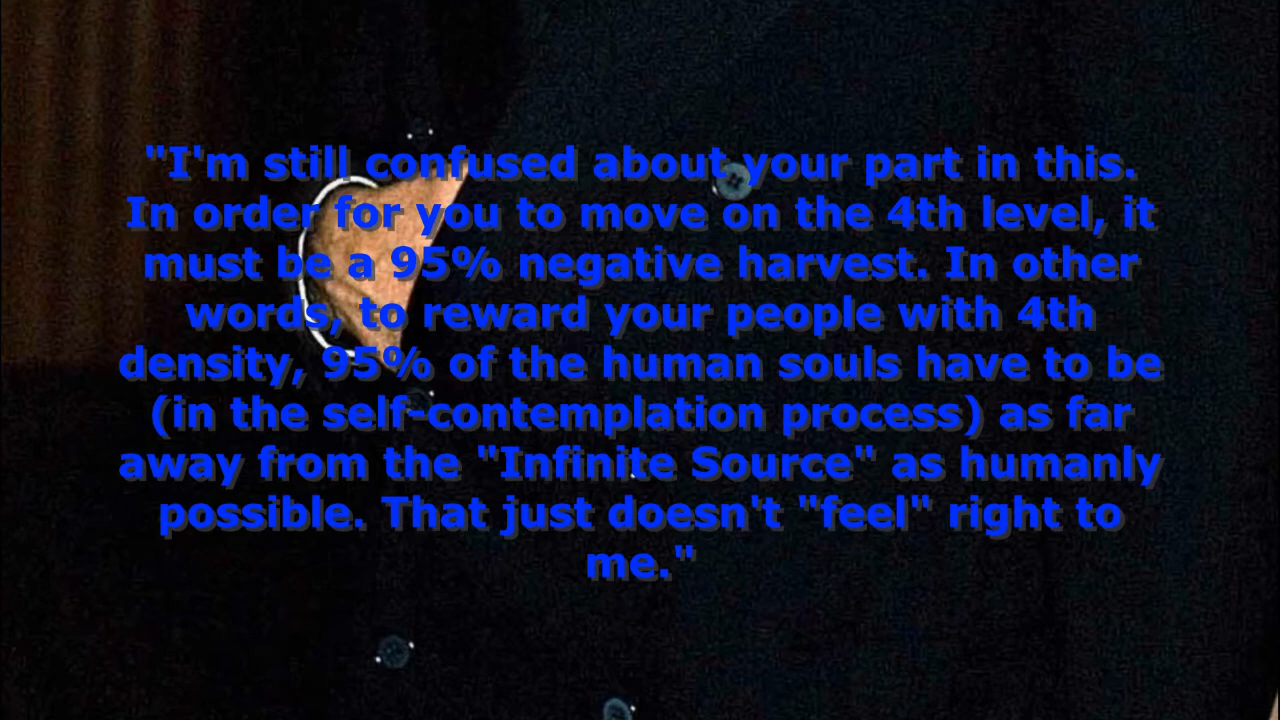 "I'm still confused about your part in this.
In order for you to move on the 4th level, it
must be a 95% negative harvest. In other
words, to reward your people with 4th
density, 95% of the human souls have to be
(in the self-contemplation process) as far
away from the "Infinite Source" as humanly
possible. That just doesn't "feel" right to
me."